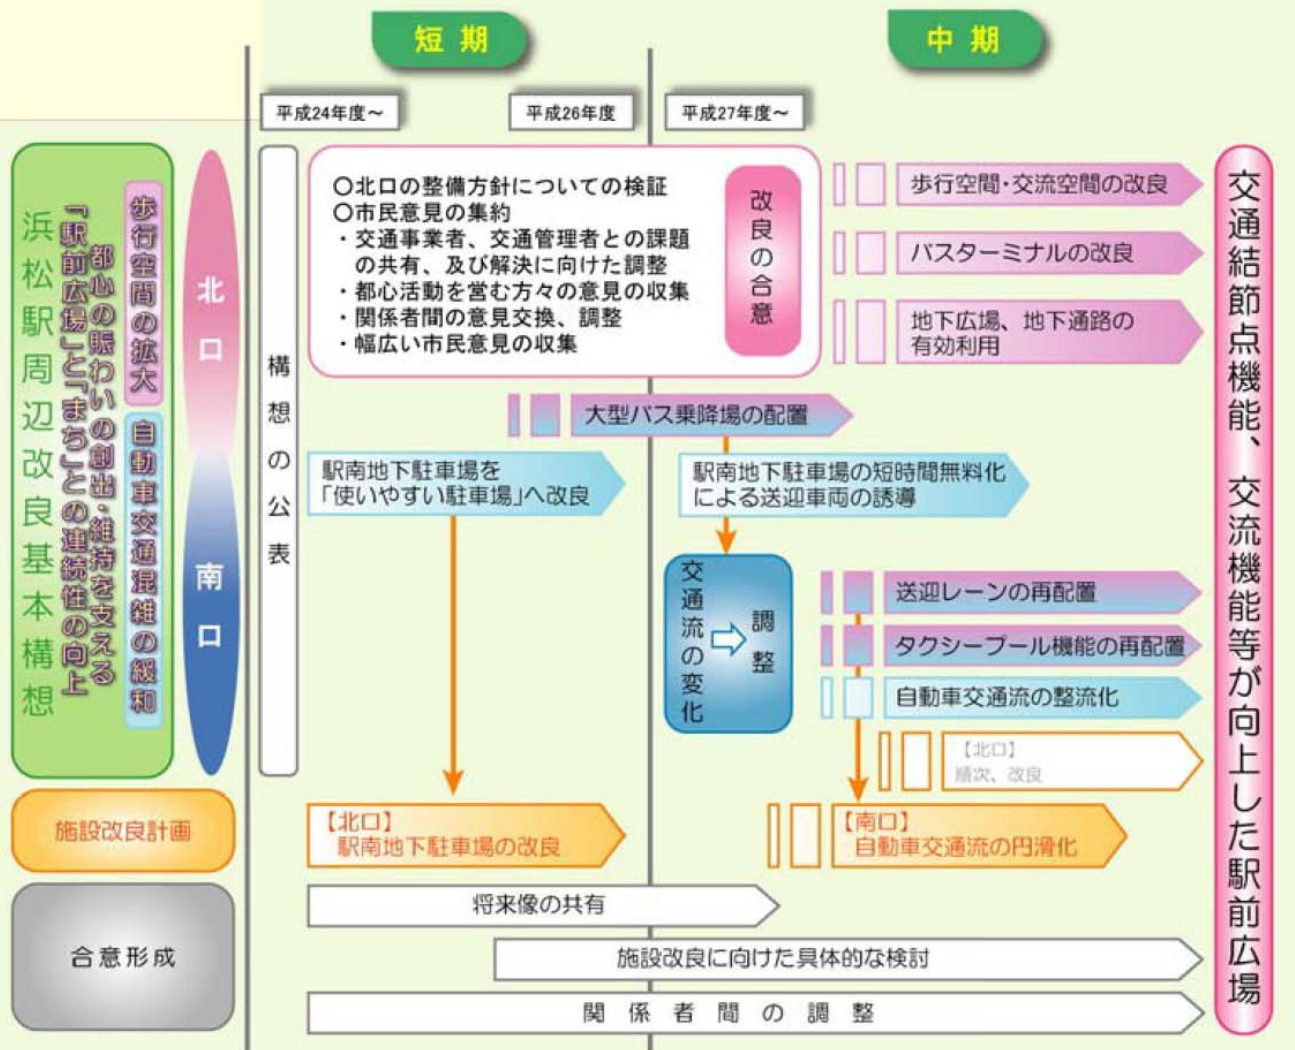 短期
中期
平成24年度～
平成26年度
平成27年度～
浜松駅周辺改良基本構想
「駅前広場」と「まち」との連続性の向上
都心の賑わいの創出・維持を支える
歩行空間の拡大
自動車交通混雑の緩和
北口
南口
構想の公表
○北口の整備方針についての検証
○市民意見の集約
・交通事業者、交通管理者との課題
の共有、及び解決に向けた調整
・都心活動を営む方々の意見の収集
・関係者間の意見交換、調整
・幅広い市民意見の収集
改良の合意
歩行空間・交流空間の改良
バスターミナルの改良
地下広場、地下通路の
有効利用
大型バス乗降場の配置
駅南地下駐車場を
「使いやすい駐車場」へ改良
駅南地下駐車場の短時間無料化
による送迎車両の誘導
交通流の変化
調整
送迎レーンの再配置
タクシープール機能の再配置
自動車交通流の整流化
【北口】
順次、改良
交通結節点機能、交流機能等が向上した駅前広場
施設改良計画
【北口】
駅南地下駐車場の改良
【南口】
自動車交通流の円滑化
合意形成
将来像の共有
施設改良に向けた具体的な検討
関係者間の調整